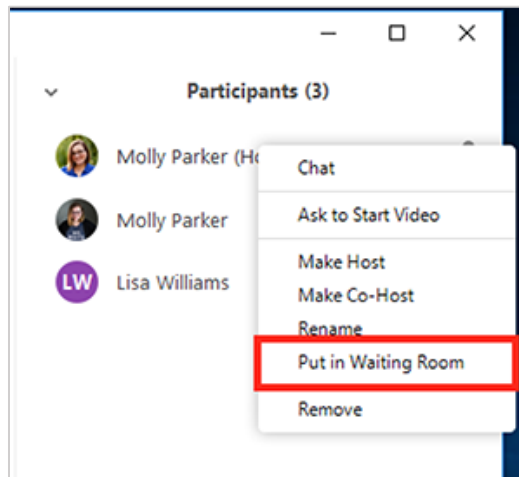 Participants (3)
Molly Parker (Ho
Molly Parker
LW Lisa Williams
Chat
Ask to Start Video
Make Host
Make Co-Host
Rename
Put in Waiting Room
Remove